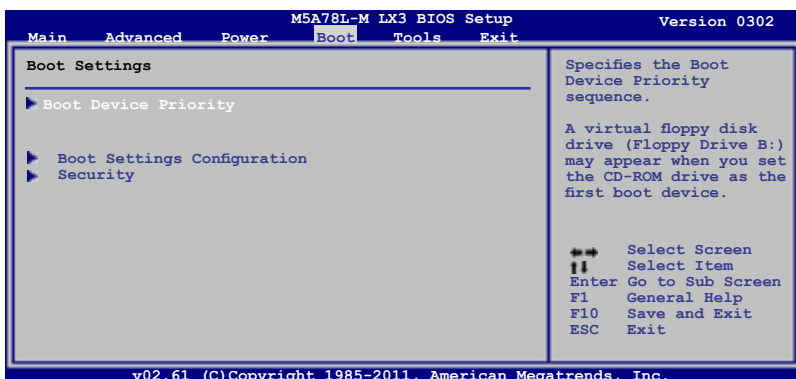 M5A78L-M LX3 BIOS Setup
Version 0302
Main Advanced Power Boot Tools Exit
Boot Settings
Boot Device Priority
Boot Settings Configuration
Security
Specifies the Boot
Device Priority
sequence.
A virtual floppy disk
drive (Floppy Drive B:)
may appear when you set
the CD-ROM drive as the
first boot device.
Select Screen
Select Item
Enter Go to Sub Screen
F1 General Help
F10 Save and Exit
ESC Exit
v02.61 (C)Copyright 1985-2011, American Megatrends, Inc.